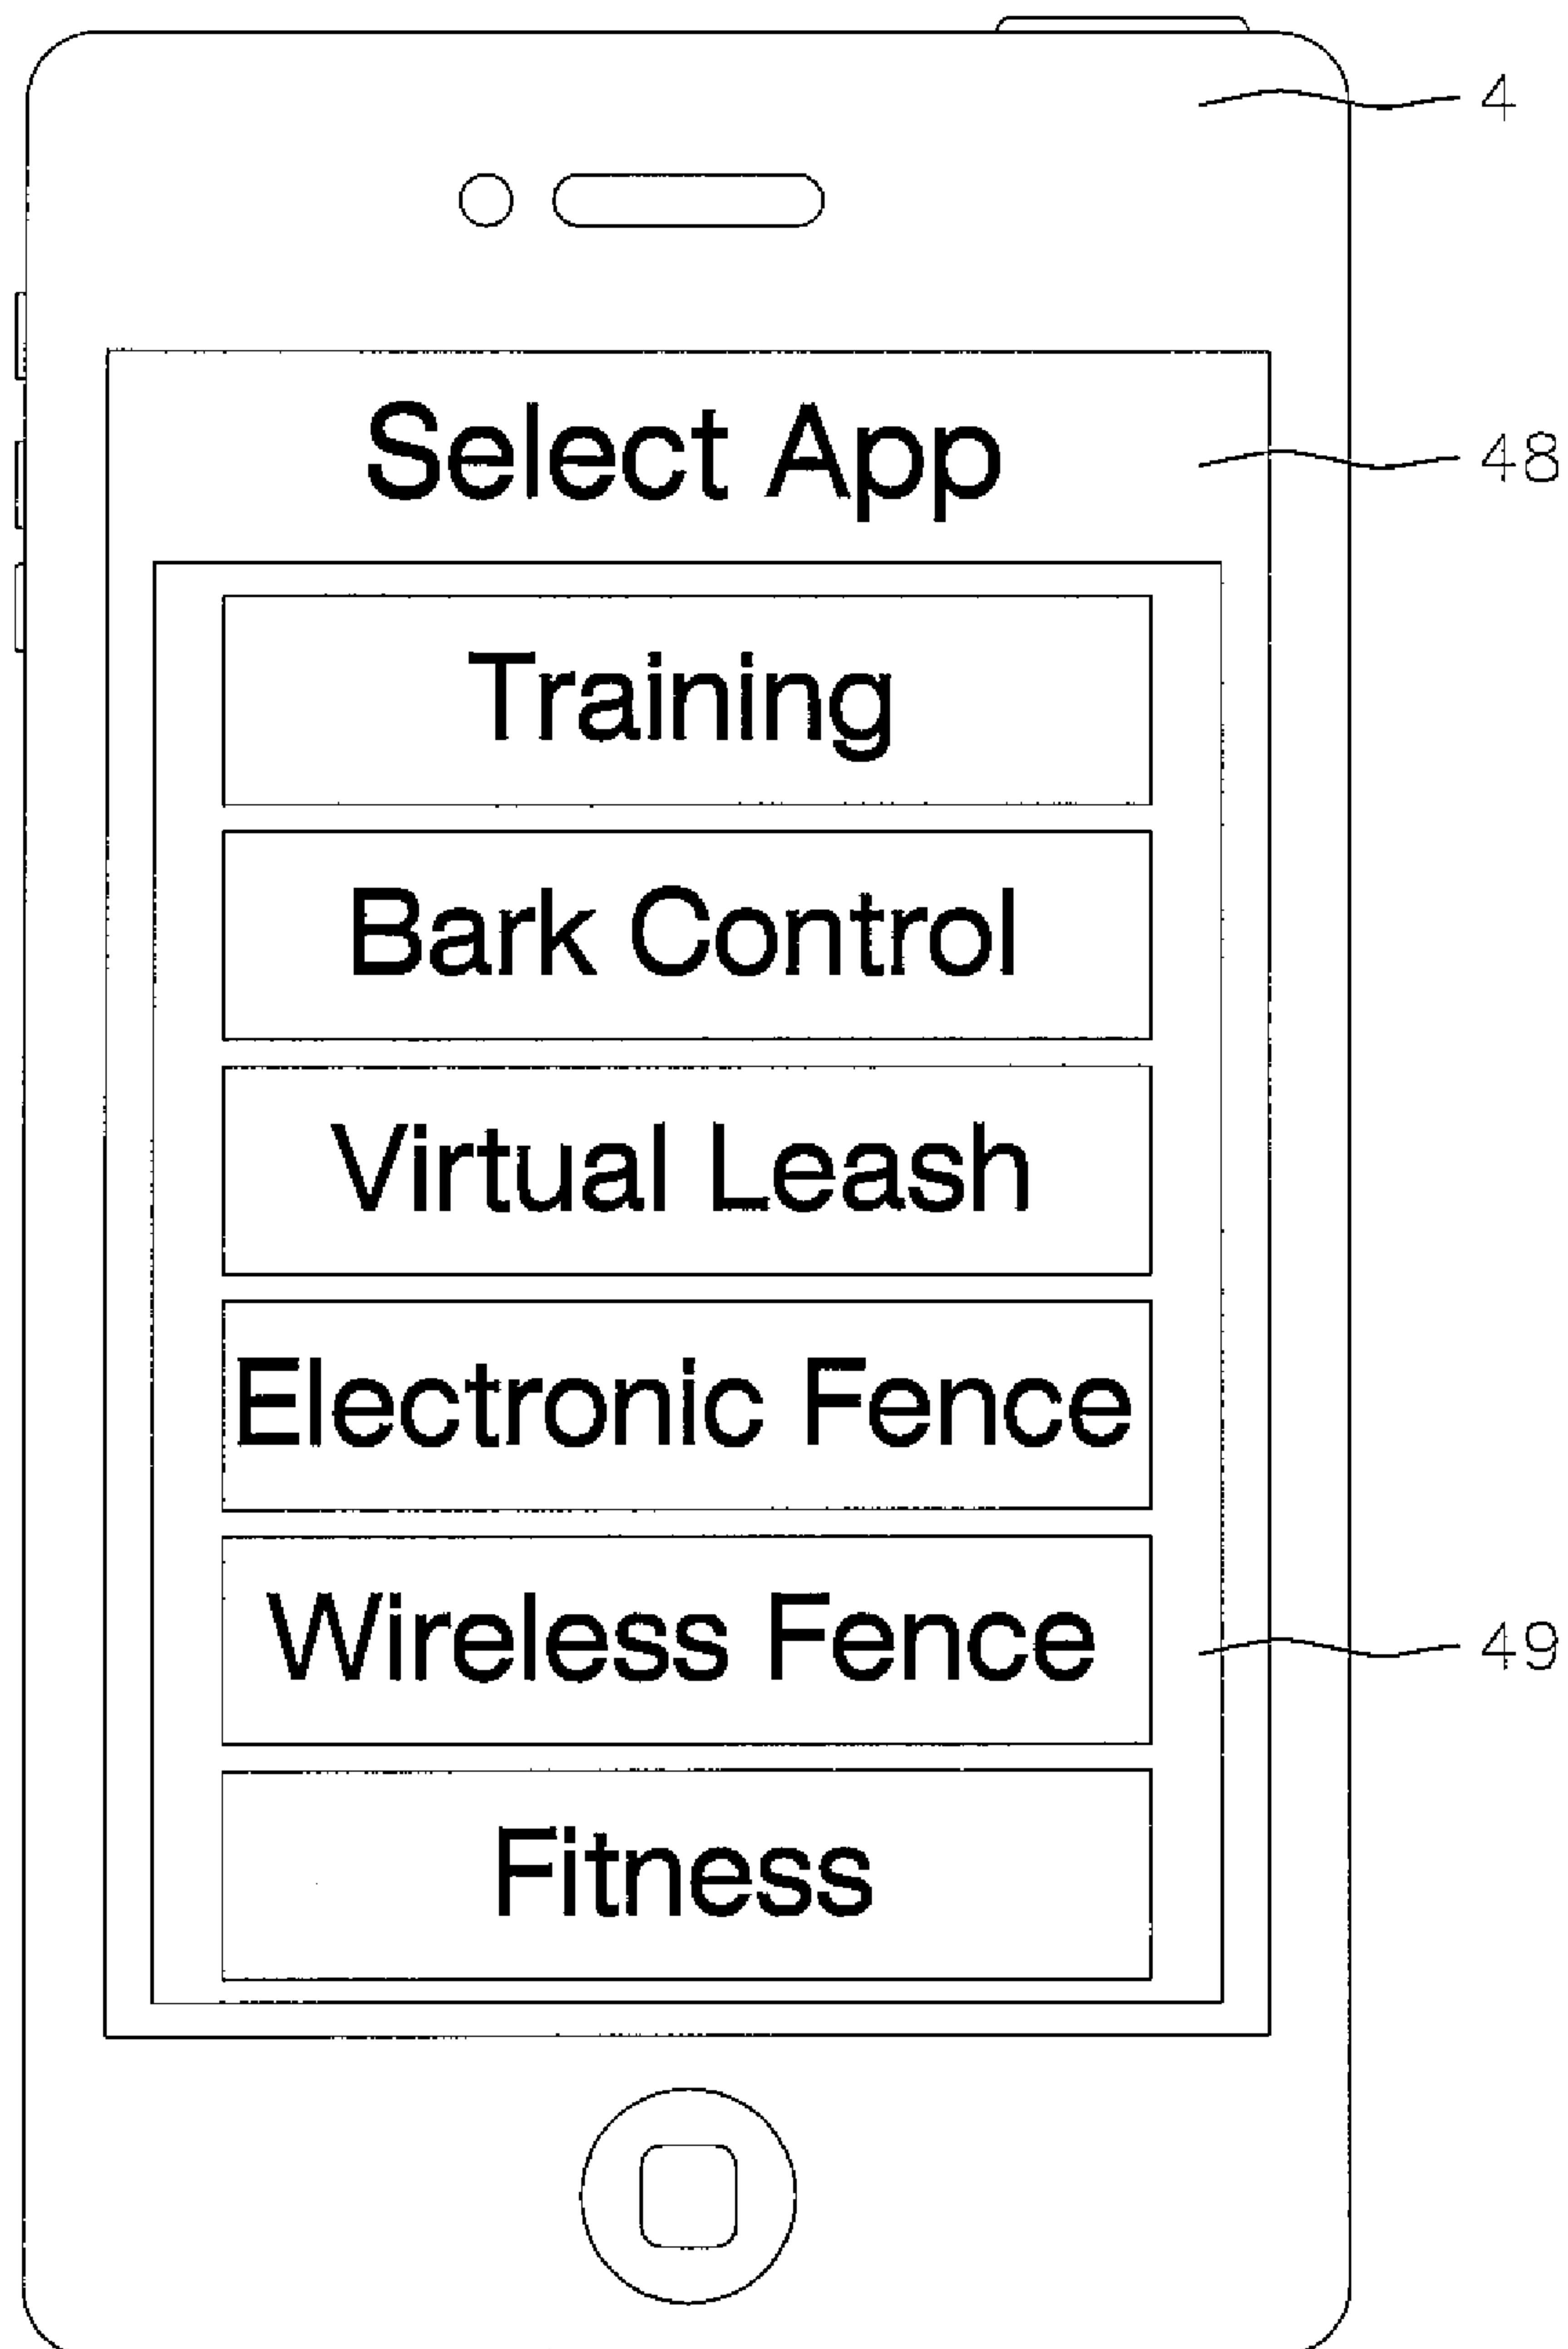 4
Select App
48
Training
Bark Control
Virtual Leash
Electronic Fence
Wireless Fence
49
Fitness